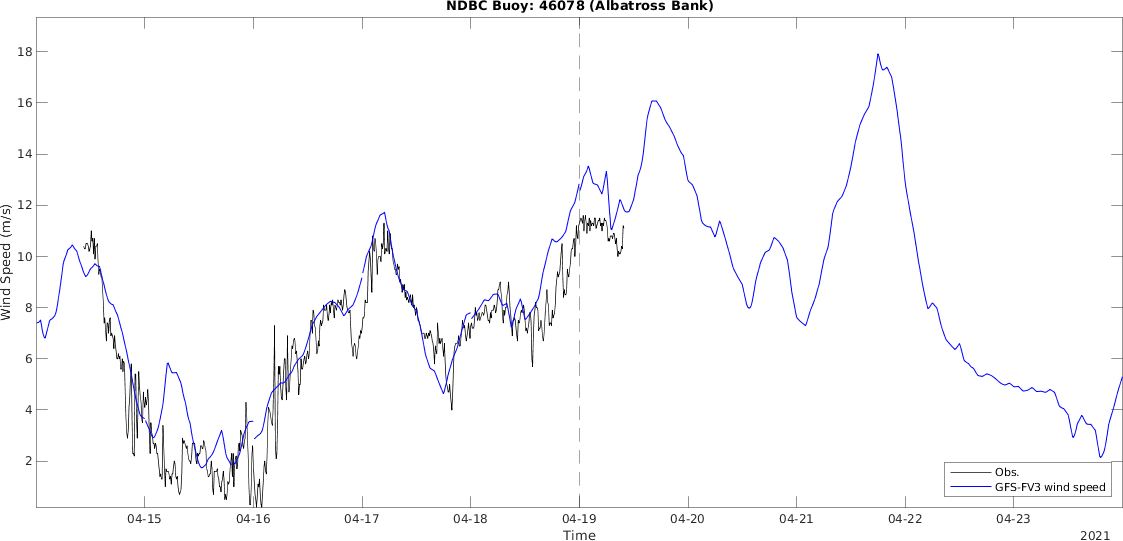 NDBC Buoy: 46078 (Albatross Bank)
18
16
14
12
10
8
6
4
2
Wind Speed (m/s)
Obs.
GFS-FV3 wind speed
04-15 04-16 04-17 04-18 04-19 04-20 04-21 04-22 04-23
Time
2021